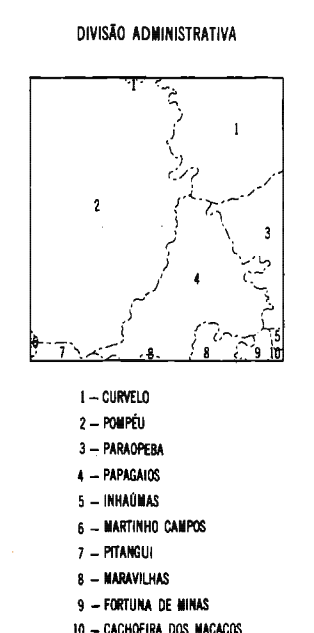 DIVISÃO ADMINISTRATIVA
1
1
2
3
4
5
6
7
8
8
9
10
1 – CURVELO
2 – POMPÉU
3 – PARAOPEBA
4 – PAPAGAIOS
5 – INHAÚMAS
6 – MARTINHO CAMPOS
7 – PITANGUI
8 – MARAVILHAS
9 – FORTUNA DE MINAS
10 – CACHOEIRA DOS MACACOS